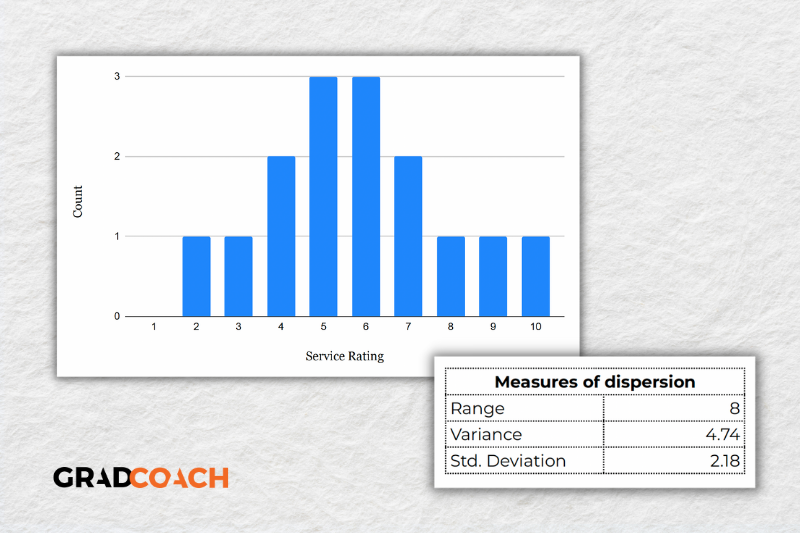 3
2
1
0
Count
1 2 3 4 5 6 7 8 9 10
Service Rating
Measures of dispersion
Range 8
Variance 4.74
Std. Deviation 2.18
GRADCOACH